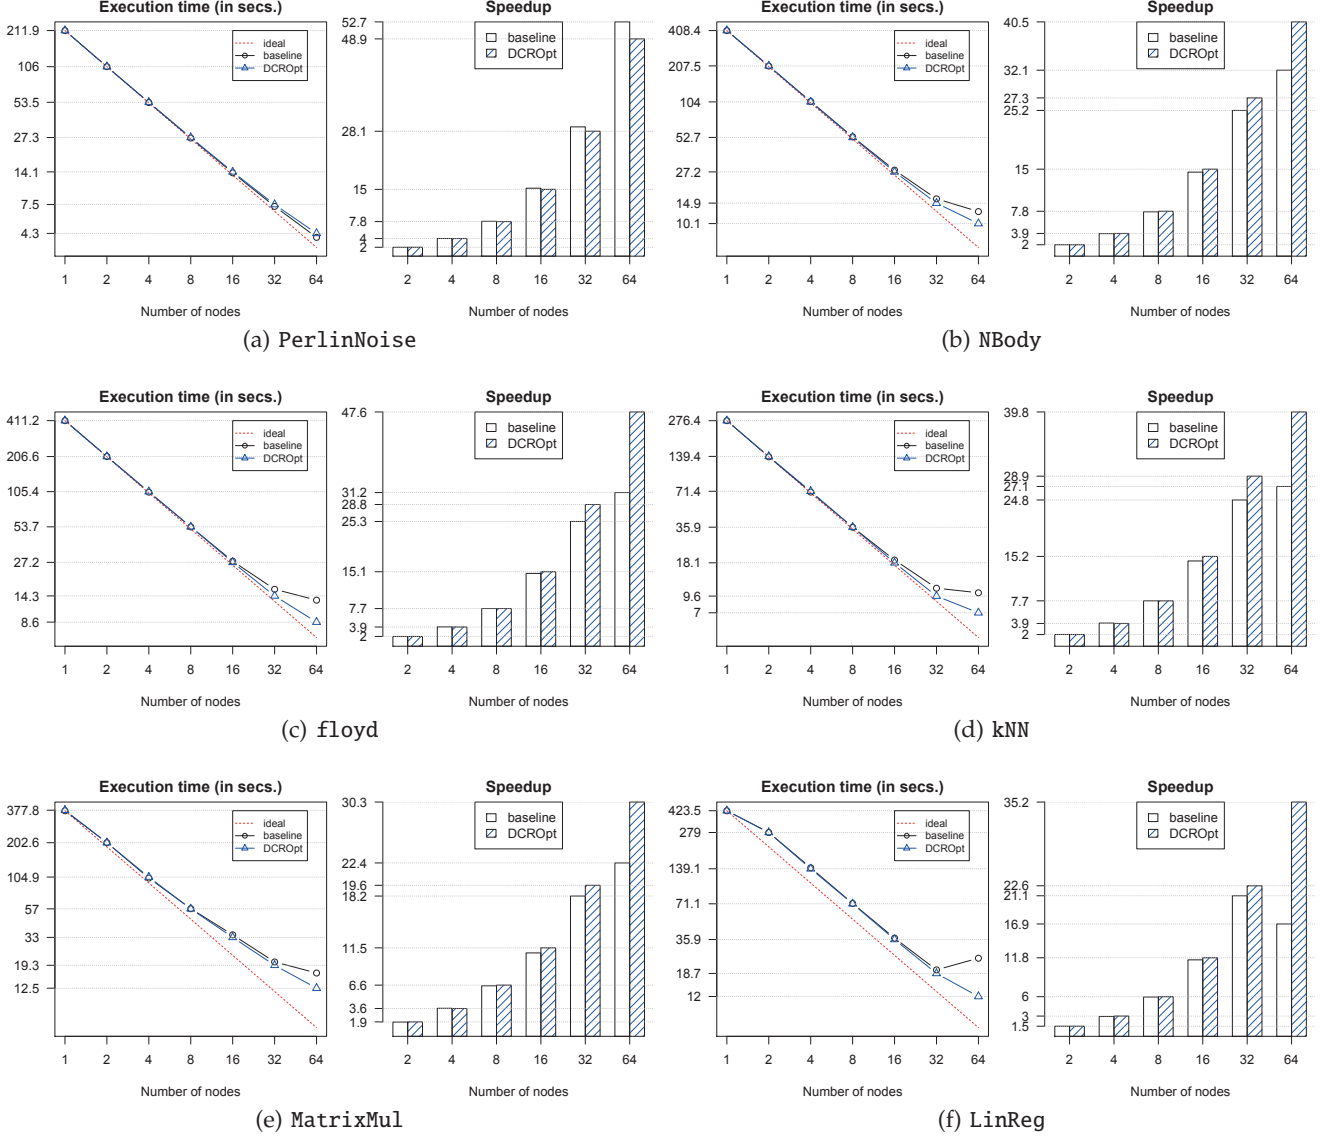 Execution time (in secs.)
211.9
106
53.5
27.3
14.1
7.5
4.3
ideal
baseline
DCROpt
1 2 4 8 16 32 64
Number of nodes
Speedup
52.7
48.9
28.1
15
7.8
4
2
baseline
DCROpt
2 4 8 16 32 64
Number of nodes
(a) PerlinNoise
Execution time (in secs.)
408.4
207.5
104
52.7
27.2
14.9
10.1
ideal
baseline
DCROpt
1 2 4 8 16 32 64
Number of nodes
Speedup
40.5
32.1
27.3
25.2
15
7.8
3.9
2
baseline
DCROpt
2 4 8 16 32 64
Number of nodes
(b) NBody
Execution time (in secs.)
411.2
206.6
105.4
53.7
27.2
14.3
8.6
ideal
baseline
DCROpt
1 2 4 8 16 32 64
Number of nodes
Speedup
47.6
31.2
28.8
25.3
15.1
7.7
3.9
2
baseline
DCROpt
2 4 8 16 32 64
Number of nodes
(c) floyd
Execution time (in secs.)
276.4
139.4
71.4
35.9
18.1
9.6
7
ideal
baseline
DCROpt
1 2 4 8 16 32 64
Number of nodes
Speedup
39.8
28.9
27.1
24.8
15.2
7.7
3.9
2
baseline
DCROpt
2 4 8 16 32 64
Number of nodes
(d) kNN
Execution time (in secs.)
377.8
202.6
104.9
57
33
19.3
12.5
ideal
baseline
DCROpt
1 2 4 8 16 32 64
Number of nodes
Speedup
30.3
22.4
19.6
18.2
11.5
6.6
3.6
1.9
baseline
DCROpt
2 4 8 16 32 64
Number of nodes
(e) MatrixMul
Execution time (in secs.)
423.5
279
139.1
71.1
35.9
18.7
12
ideal
baseline
DCROpt
1 2 4 8 16 32 64
Number of nodes
Speedup
35.2
22.6
21.1
16.9
11.8
6
3
1.5
baseline
DCROpt
2 4 8 16 32 64
Number of nodes
(f) LinReg